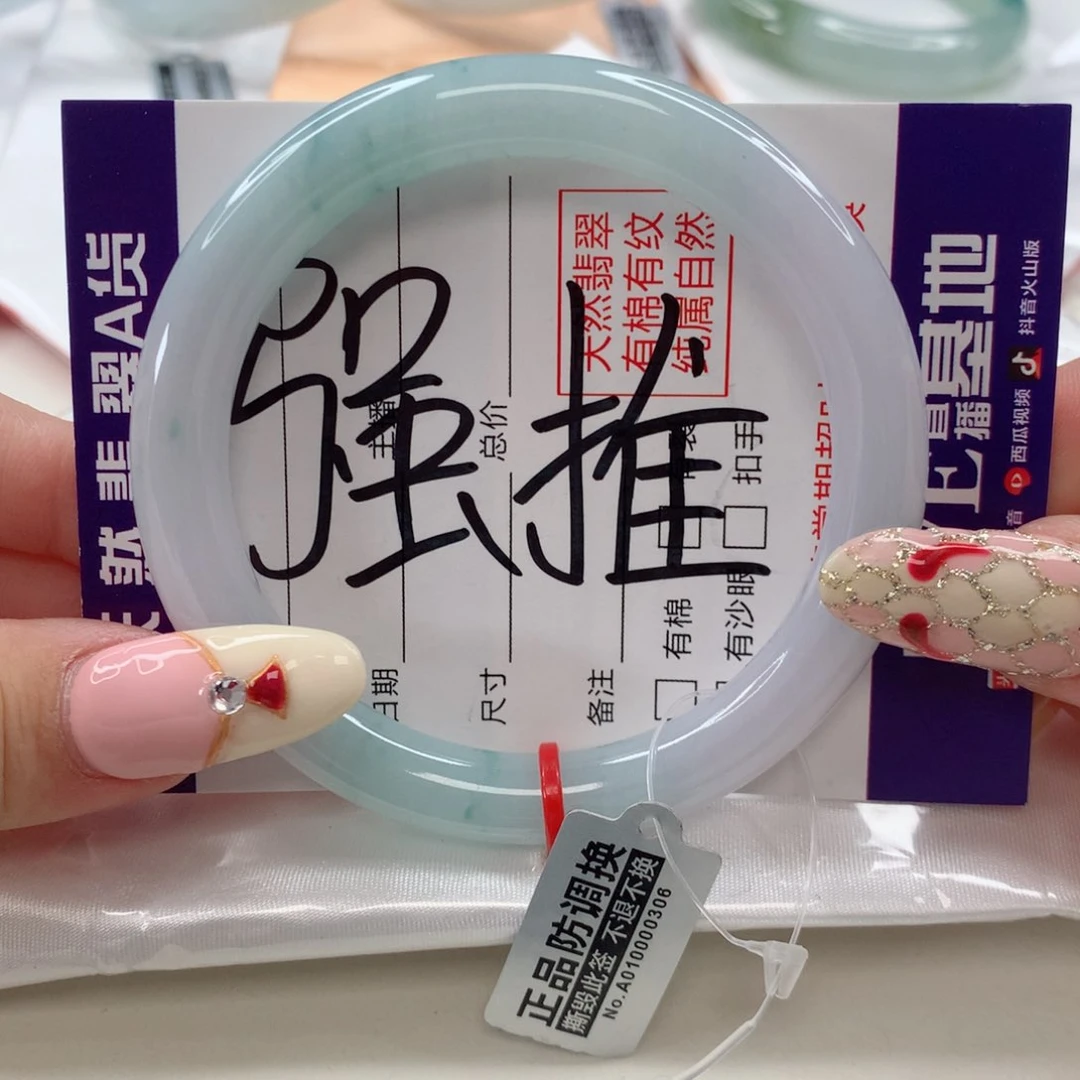 强推
天然翡翠A货
天然翡翠
有棉有纹
纯属自然
日期
主播
尺寸
总价
备注
有棉
有沙眼
扣手
播基地
西瓜视频
抖音火山版
正品防调换
撕毁此签 不退不换
No.A010000306